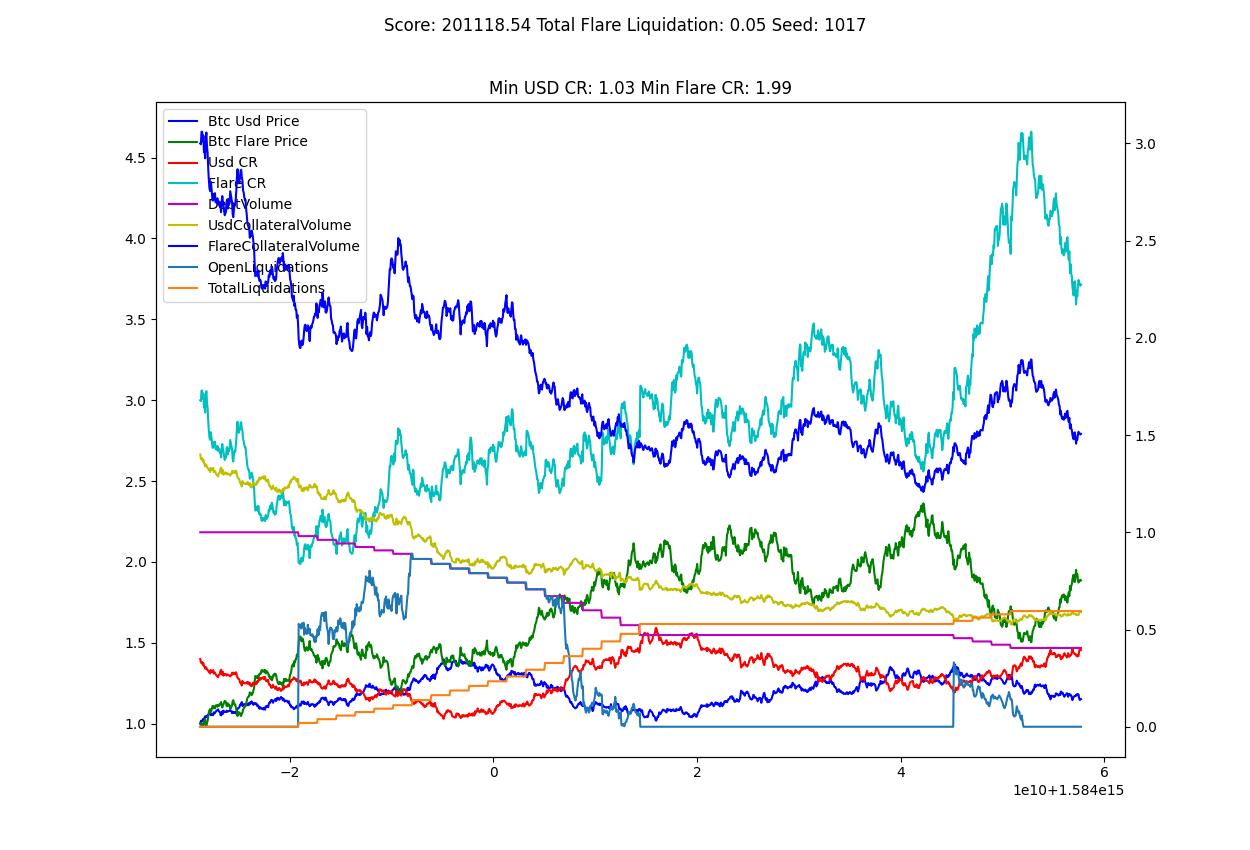 Score: 201118.54 Total Flare Liquidation: 0.05 Seed: 1017
Min USD CR: 1.03 Min Flare CR: 1.99
Btc Usd Price
Btc Flare Price
Usd CR
Flare CR
DebtVolume
UsdCollateralVolume
FlareCollateralVolume
OpenLiquidations
TotalLiquidations
4.5
4.0
3.5
3.0
2.5
2.0
1.5
1.0
3.0
2.5
2.0
1.5
1.0
0.5
0.0
−2
0
2
4
6
1e10+1.584e15